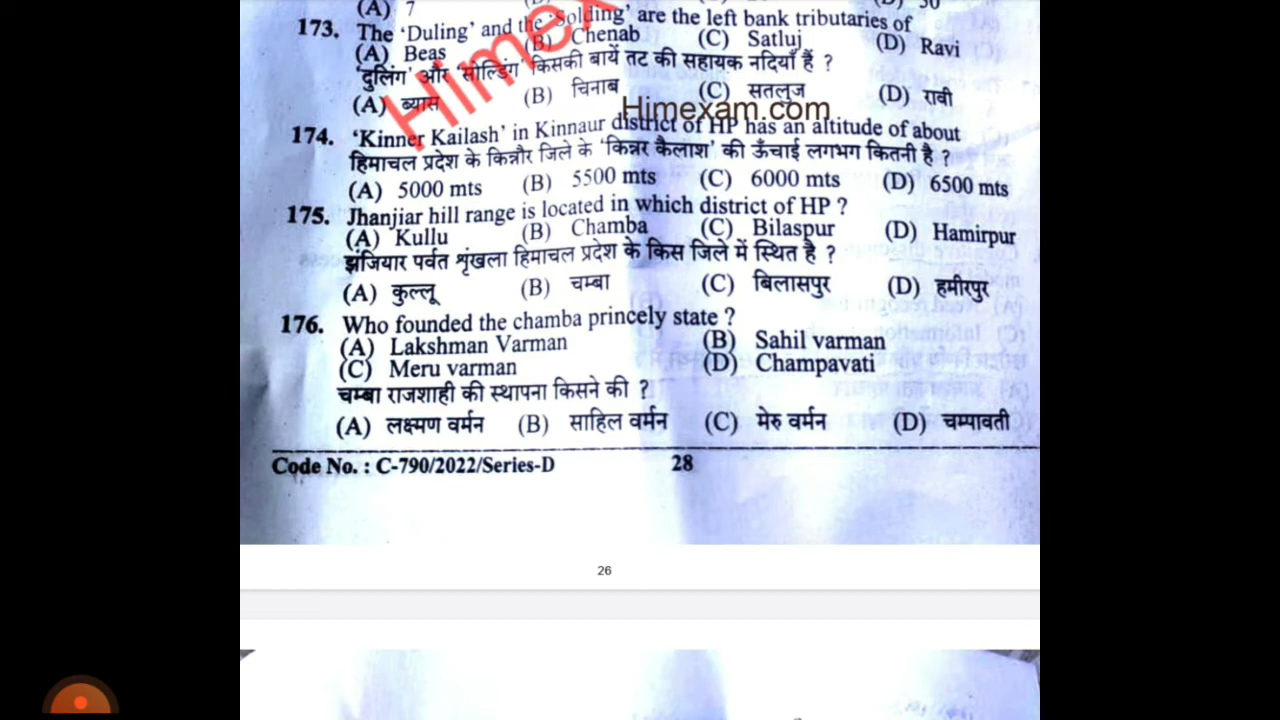 (A) 7
173. The 'Duling' and the 'Solding' are the left bank tributaries of
(A) Beas (B) Chenab (C) Satluj (D) Ravi
'दुलिंग' और 'सोल्डिंग' किसकी बायें तट की सहायक नदियाँ हैं ?
(A) ब्यास (B) चिनाब (C) सतलुज (D) रावी
Himexam.com
Himex
174. 'Kinner Kailash' in Kinnaur district of HP has an altitude of about
हिमाचल प्रदेश के किन्नौर जिले के 'किन्नर कैलाश' की ऊँचाई लगभग कितनी है ?
(A) 5000 mts (B) 5500 mts (C) 6000 mts (D) 6500 mts
175. Jhanjiar hill range is located in which district of HP ?
(A) Kullu (B) Chamba (C) Bilaspur (D) Hamirpur
झंजियार पर्वत शृंखला हिमाचल प्रदेश के किस जिले में स्थित है ?
(A) कुल्लू (B) चम्बा (C) बिलासपुर (D) हमीरपुर
176. Who founded the chamba princely state ?
(A) Lakshman Varman (B) Sahil varman
(C) Meru varman (D) Champavati
चम्बा राजशाही की स्थापना किसने की ?
(A) लक्ष्मण वर्मन (B) साहिल वर्मन (C) मेरु वर्मन (D) चम्पावती
Code No. : C-790/2022/Series-D 28
26